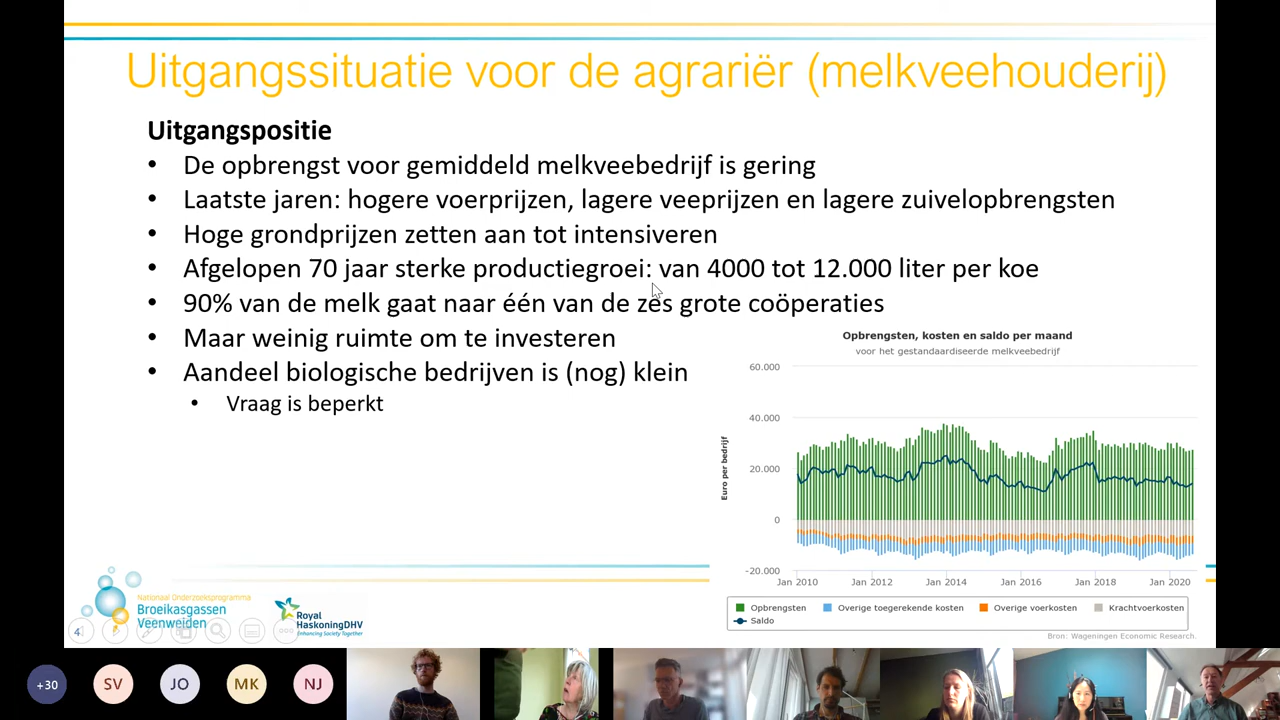 Uitgangssituatie voor de agrariër (melkveehouderij)
Uitgangspositie
• De opbrengst voor gemiddeld melkveebedrijf is gering
• Laatste jaren: hogere voerprijzen, lagere veeprijzen en lagere zuivelopbrengsten
• Hoge grondprijzen zetten aan tot intensiveren
• Afgelopen 70 jaar sterke productiegroei: van 4000 tot 12.000 liter per koe
• 90% van de melk gaat naar één van de zes grote coöperaties
• Maar weinig ruimte om te investeren
• Aandeel biologische bedrijven is (nog) klein
• Vraag is beperkt
Opbrengsten, kosten en saldo per maand
voor het gestandaardiseerde melkveebedrijf
60.000
40.000
20.000
0
-20.000
Euro per bedrijf
Jan 2010 Jan 2012 Jan 2014 Jan 2016 Jan 2018 Jan 2020
Opbrengsten Overige toegerekende kosten Overige voerkosten Krachtvoerkosten
Saldo
Bron: Wageningen Economic Research.
Nationaal Onderzoeksprogramma
Broeikasgassen
Veenweiden
Royal
HaskoningDHV
Enhancing Society Together
4
+30 SV JO MK NJ